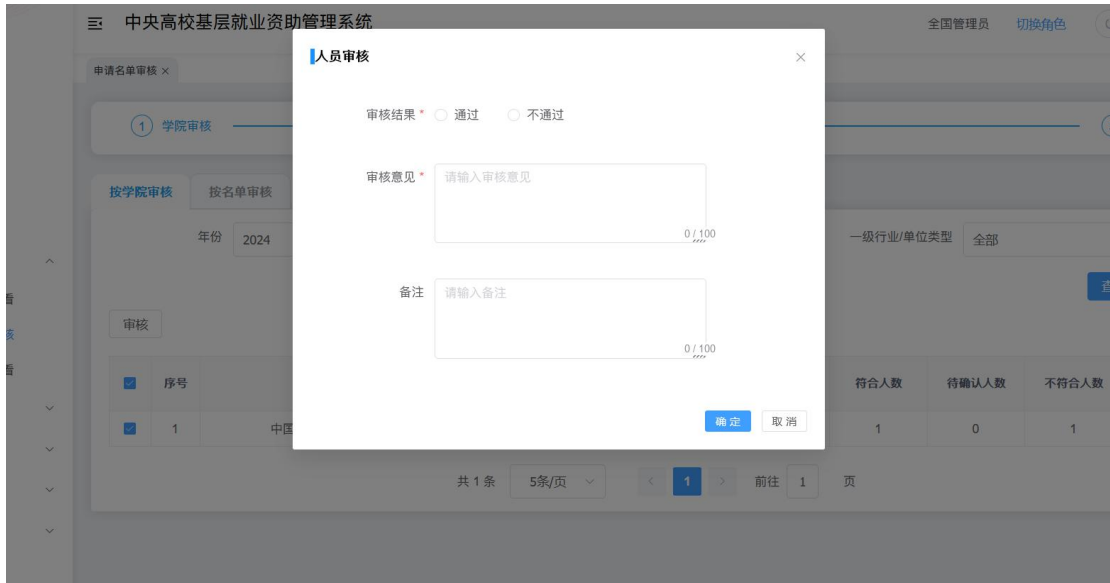 中央高校基层就业资助管理系统
全国管理员 切换角色
申请名单审核 ×
1 学院审核
按学院审核 按名单审核
年份 2024 一级行业/单位类型 全部
看
审核
看
审核
序号 符合人数 待确认人数 不符合人数
1 中国 1 0 1
共 1 条 5条/页 < 1 > 前往 1 页
人员审核
审核结果 * 通过 不通过
审核意见 * 请输入审核意见
0 / 100
备注 请输入备注
0 / 100
确定 取消